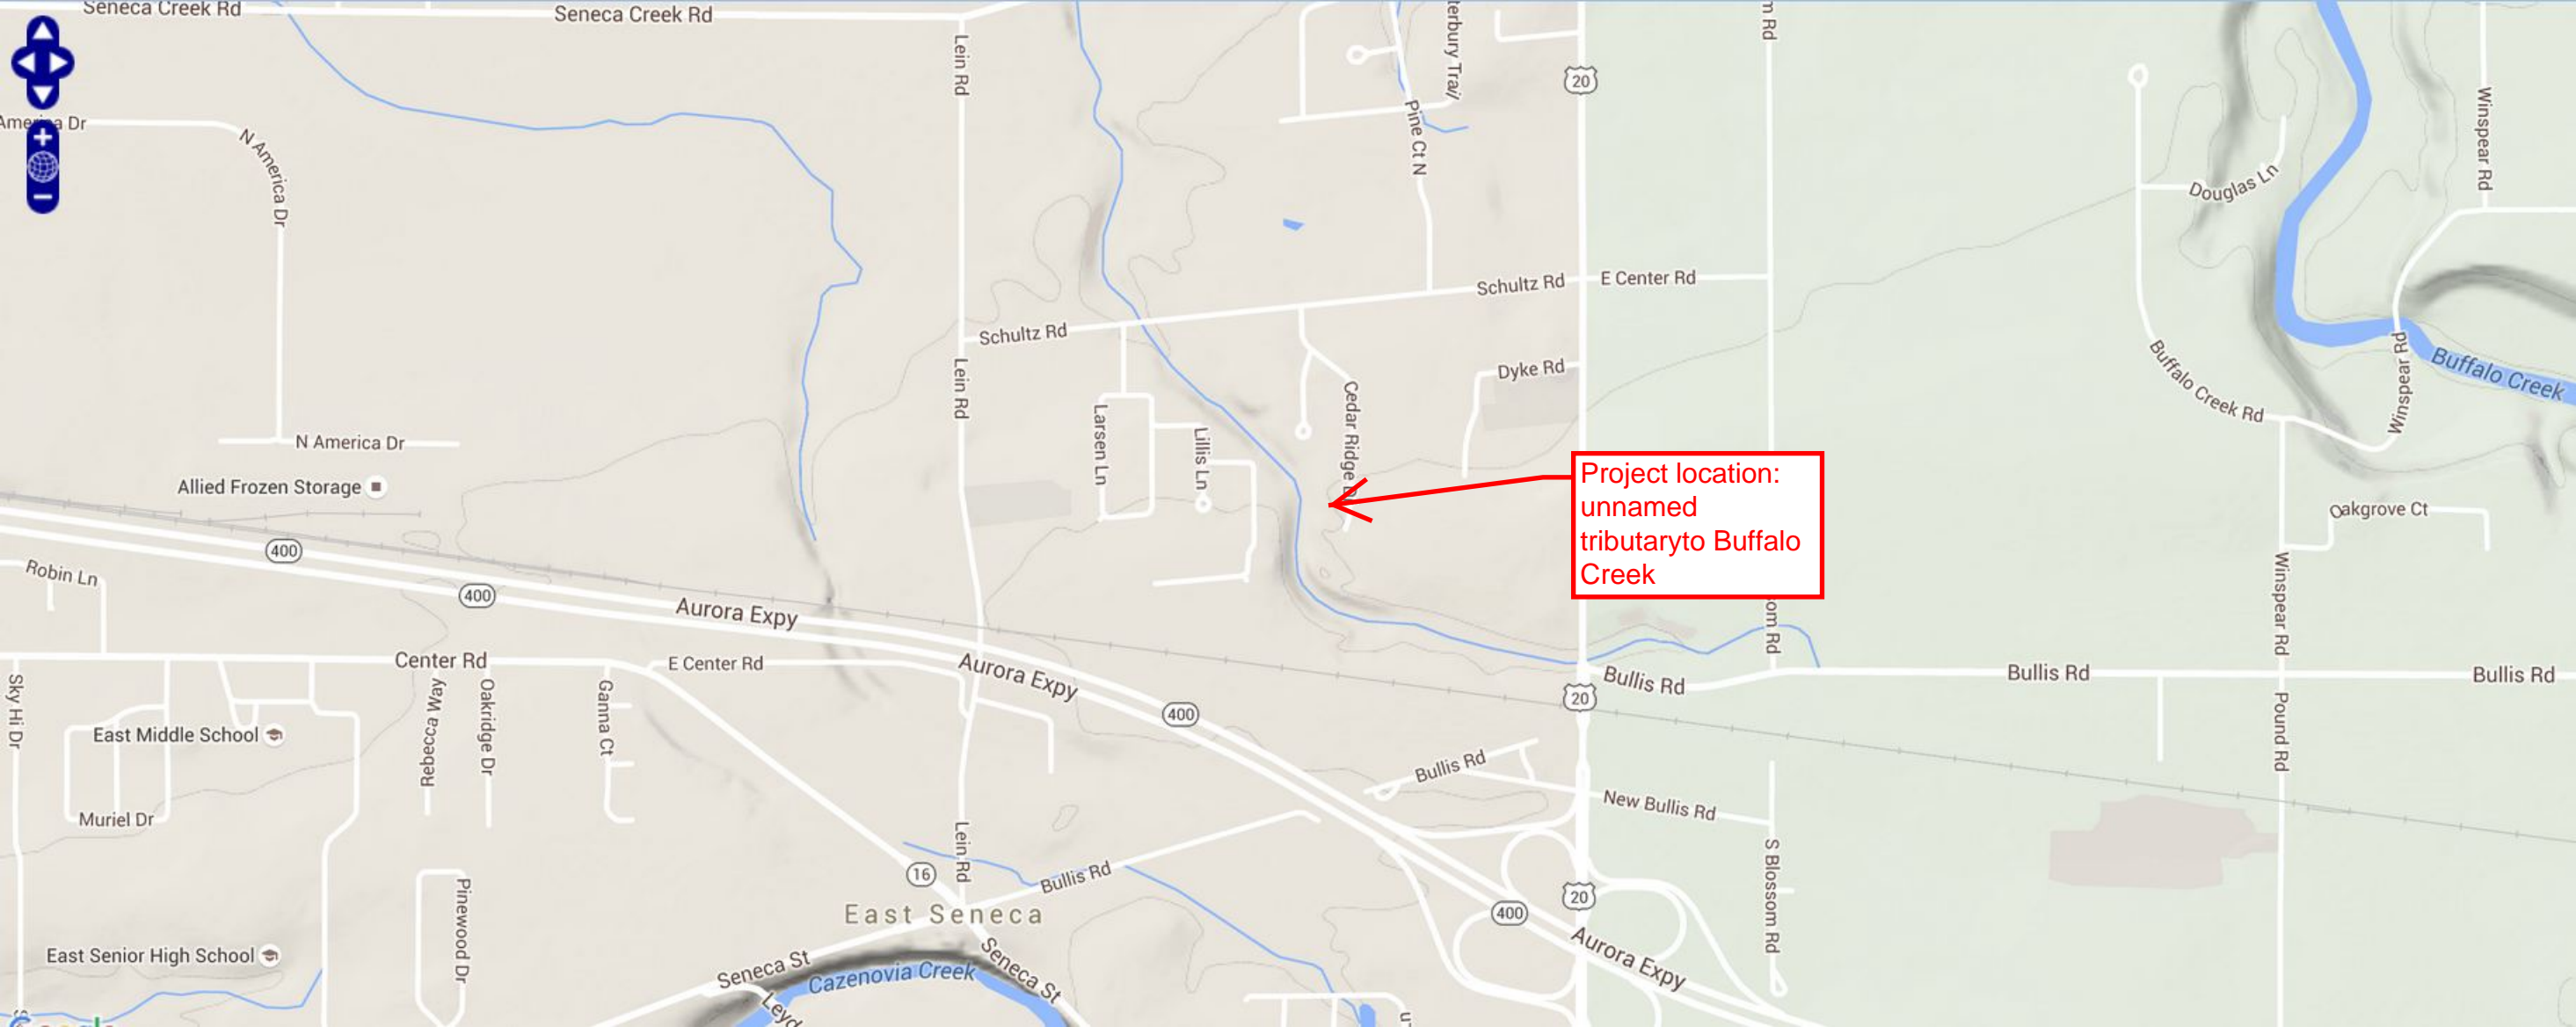 Seneca Creek Rd
Seneca Creek Rd
Lein Rd
Pine Ct N
20
Winspear Rd
N America Dr
Douglas Ln
Schultz Rd
E Center Rd
Schultz Rd
Lein Rd
Dyke Rd
Buffalo Creek Rd
Winspear Rd
Buffalo Creek
Larsen Ln
Lillis Ln
Cedar Ridge
N America Dr
Allied Frozen Storage
Project location:
unnamed
tributaryto Buffalo
Creek
Oakgrove Ct
400
Robin Ln
400
Aurora Expy
Winspear Rd
Center Rd
E Center Rd
Aurora Expy
Bullis Rd
Bullis Rd
Bullis Rd
Sky Hi Dr
Rebecca Way
Oakridge Dr
Ganna Ct
400
20
Pound Rd
East Middle School
Bullis Rd
New Bullis Rd
Muriel Dr
Lein Rd
16
Bullis Rd
S Blossom Rd
Pinewood Dr
East Seneca
400
20
East Senior High School
Seneca St
Cazenovia Creek
Seneca St
Aurora Expy